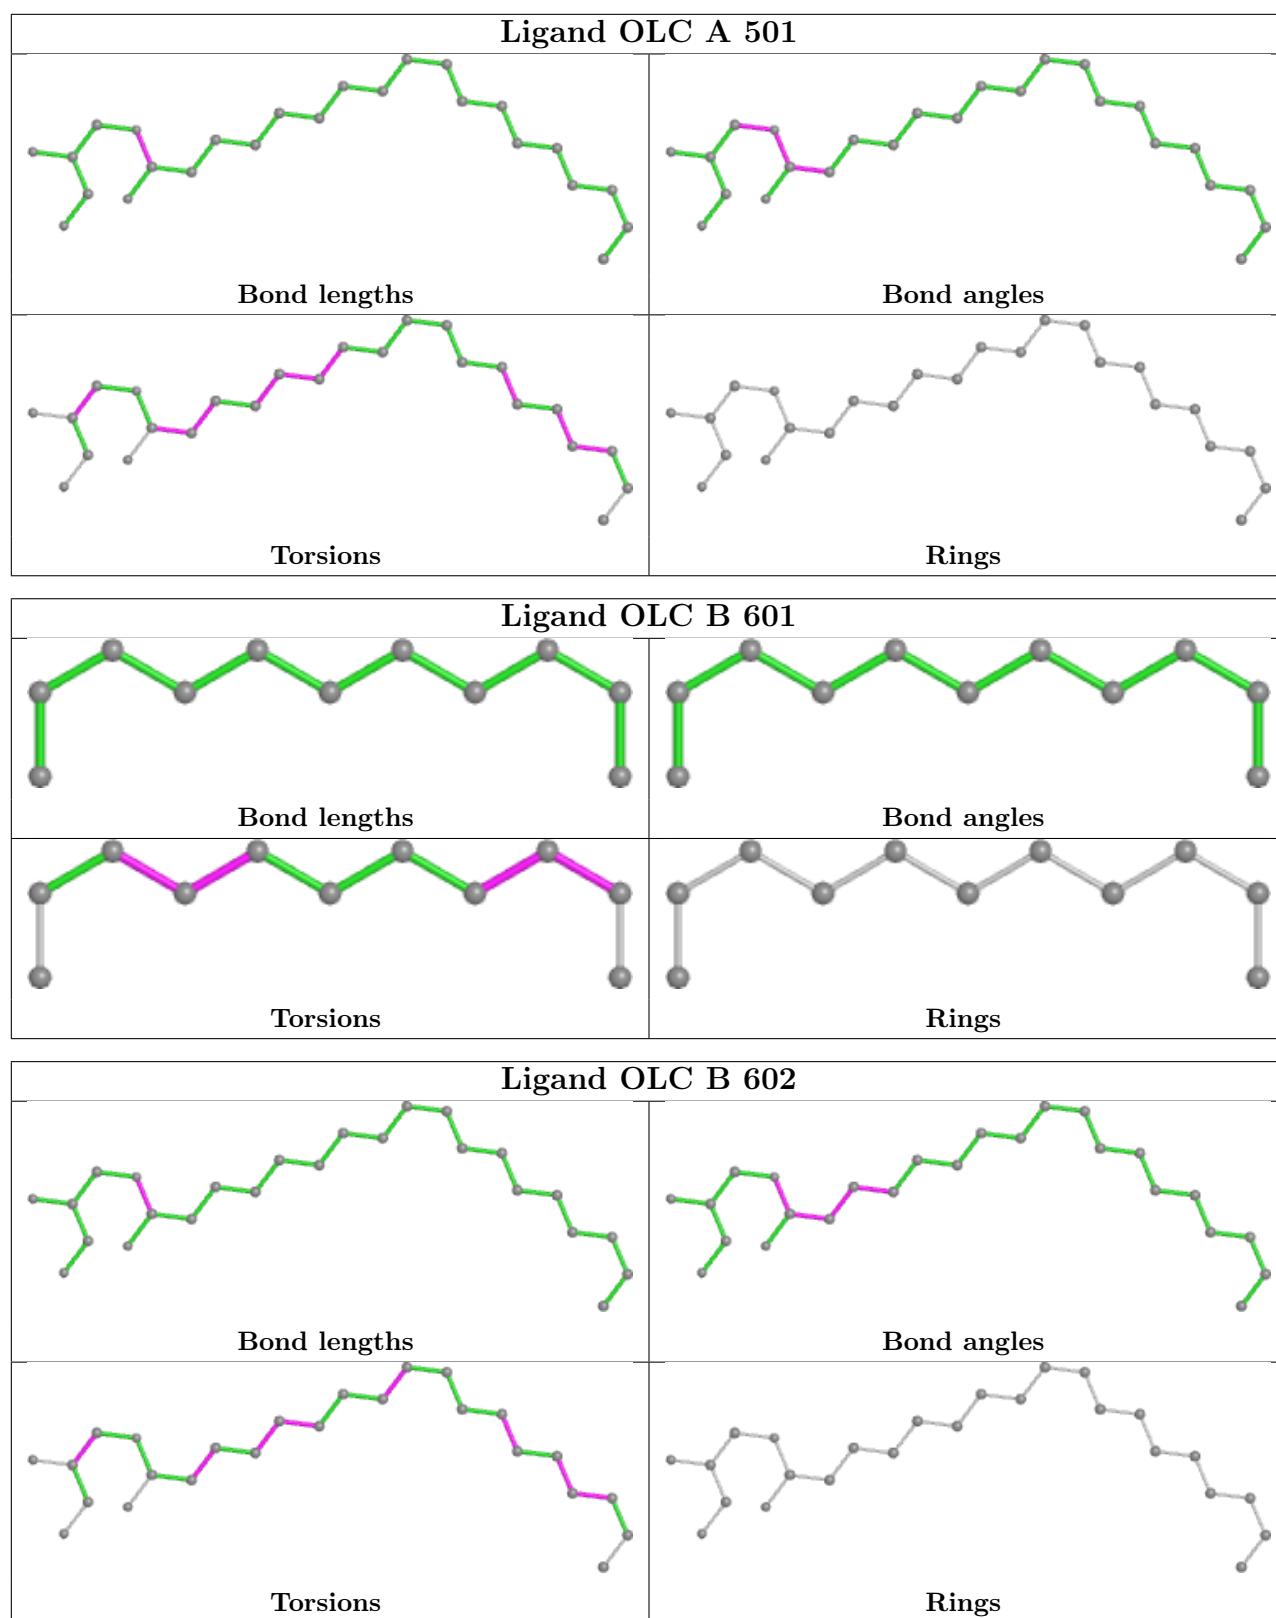 Ligand OLC A 501
Bond lengths
Bond angles
Torsions
Rings
Ligand OLC B 601
Bond lengths
Bond angles
Torsions
Rings
Ligand OLC B 602
Bond lengths
Bond angles
Torsions
Rings